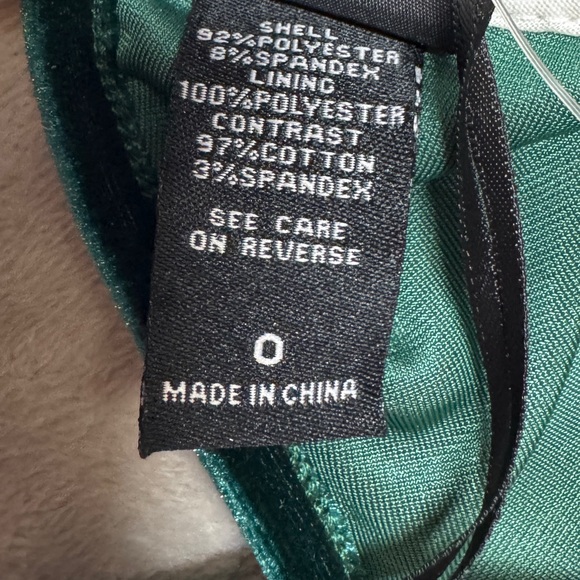 SHELL
92%POLYESTER
8%SPANDEX
LINING
100%POLYESTER
CONTRAST
97%COTTON
3%SPANDEX
SEE CARE
ON REVERSE
0
MADE IN CHINA